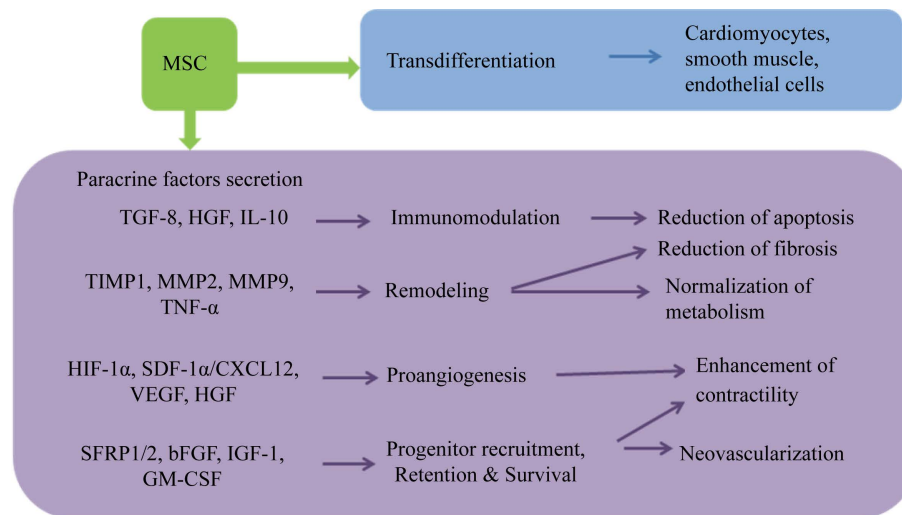 MSC
Transdifferentiation
Cardiomyocytes,
smooth muscle,
endothelial cells
Paracrine factors secretion
TGF-8, HGF, IL-10
Immunomodulation
Reduction of apoptosis
Reduction of fibrosis
TIMP1, MMP2, MMP9,
TNF-α
Remodeling
Normalization of
metabolism
HIF-1α, SDF-1α/CXCL12,
VEGF, HGF
Proangiogenesis
Enhancement of
contractility
SFRP1/2, bFGF, IGF-1,
GM-CSF
Progenitor recruitment,
Retention & Survival
Neovascularization